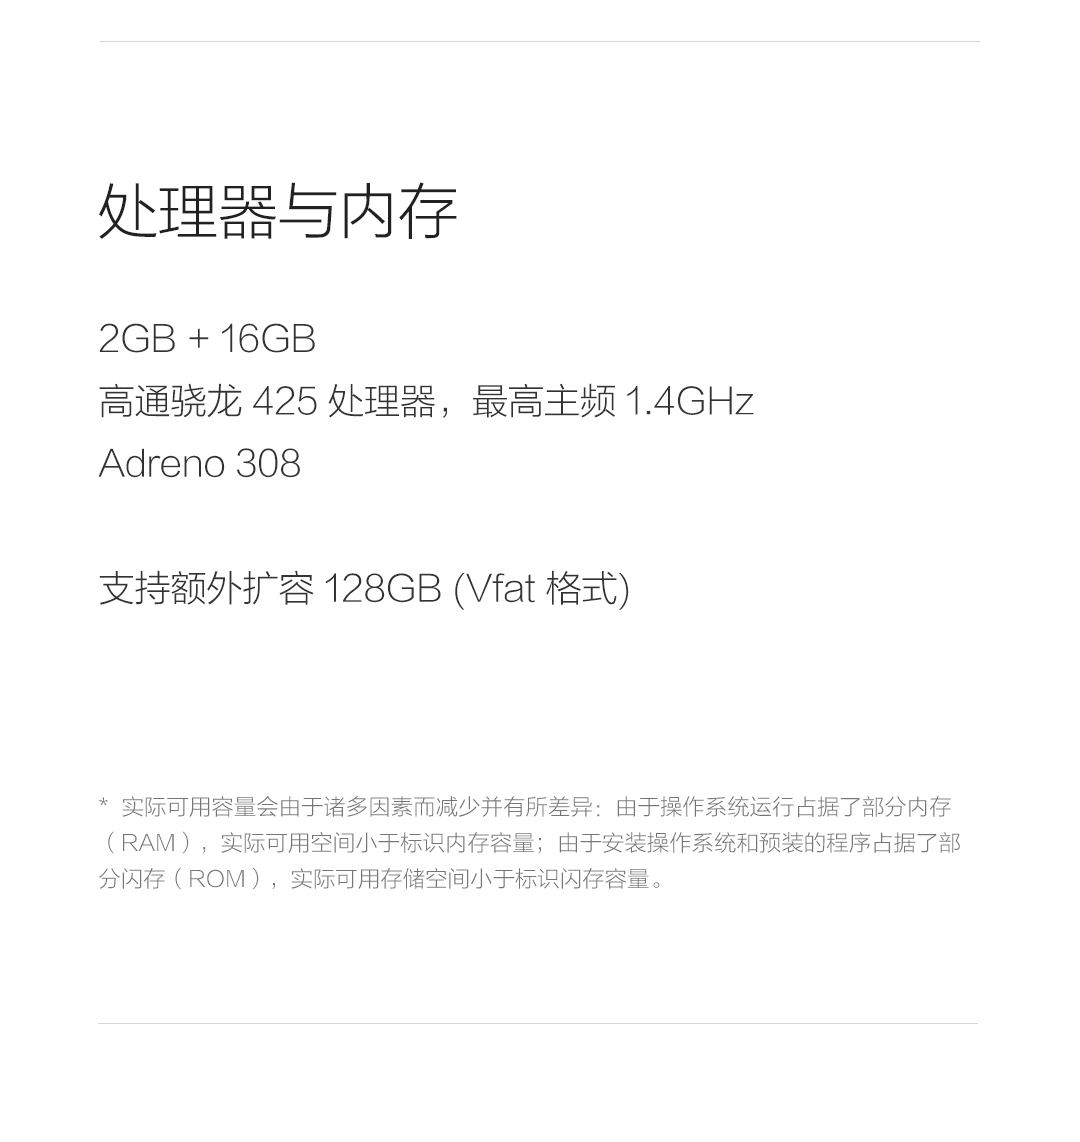 处理器与内存
2GB + 16GB
高通骁龙 425 处理器，最高主频 1.4GHz
Adreno 308
支持额外扩容 128GB (Vfat 格式)
* 实际可用容量会由于诸多因素而减少并有所差异：由于操作系统运行占据了部分内存
（RAM），实际可用空间小于标识内存容量；由于安装操作系统和预装的程序占据了部
分闪存（ROM），实际可用存储空间小于标识闪存容量。